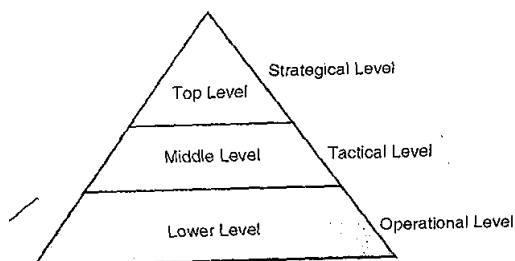 Strategical Level
Top Level
Middle Level
Tactical Level
Lower Level
Operational Level